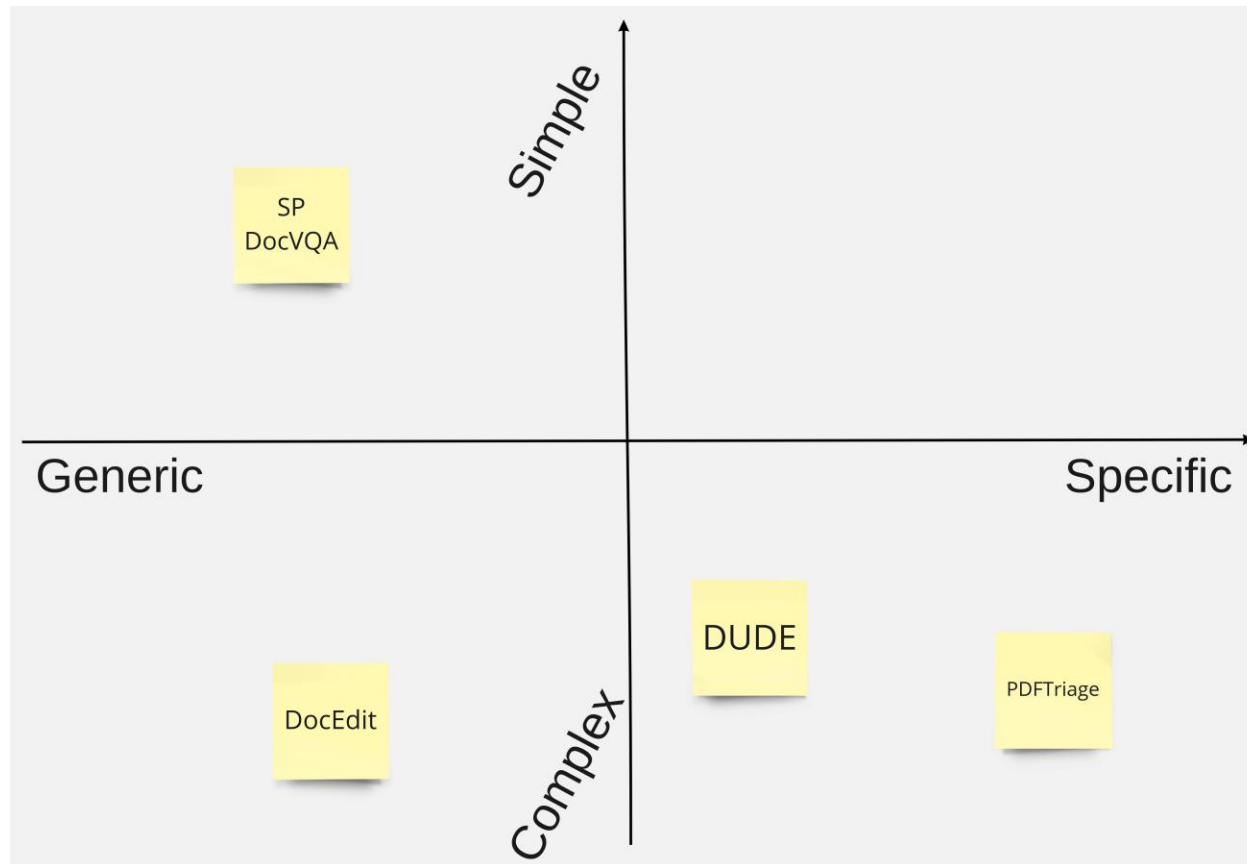 Simple
SP
DocVQA
Generic
Specific
DUDE
PDFTriage
DocEdit
Complex